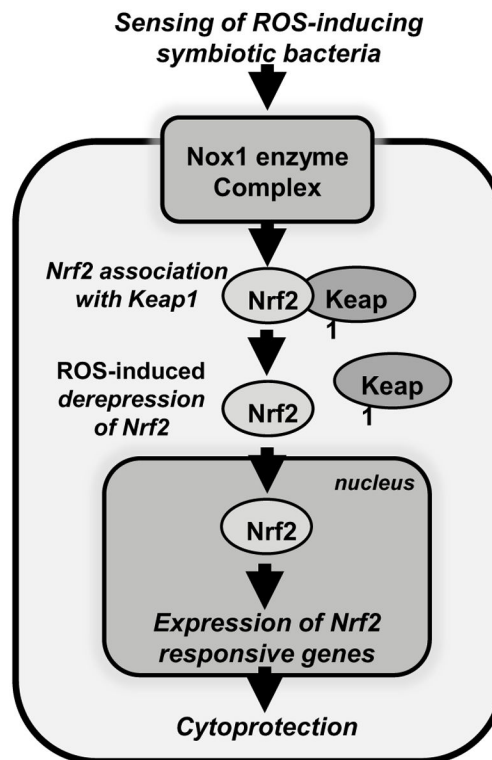 Sensing of ROS-inducing
symbiotic bacteria
Nox1 enzyme
Complex
Nrf2 association
with Keap1
Nrf2
Keap
1
ROS-induced
derepression
of Nrf2
Nrf2
Keap
1
nucleus
Nrf2
Expression of Nrf2
responsive genes
Cytoprotection